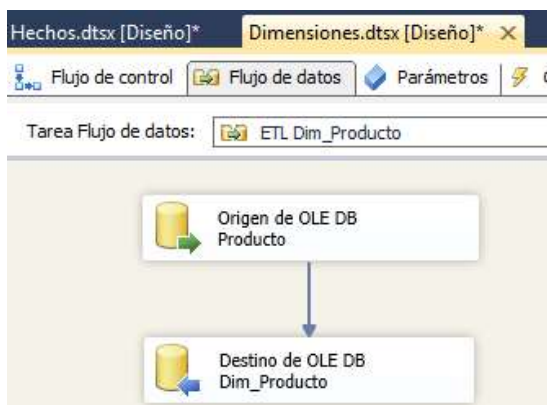 Hechos.dtsx [Diseño]* Dimensiones.dtsx [Diseño]*
Flujo de control Flujo de datos Parámetros
Tarea Flujo de datos: ETL Dim_Producto
Origen de OLE DB
Producto
Destino de OLE DB
Dim_Producto